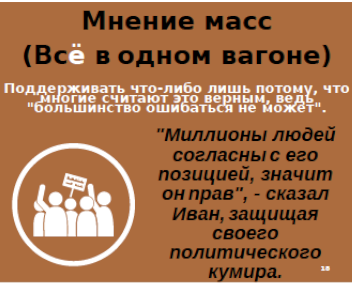 Мнение масс
(Всё в одном вагоне)
Поддерживать что-либо лишь потому, что
многие считают это верным, ведь
"большинство ошибаться не может".
"Миллионы людей
согласны с его
позицией, значит
он прав", - сказал
Иван, защищая
своего
политического
кумира.
18